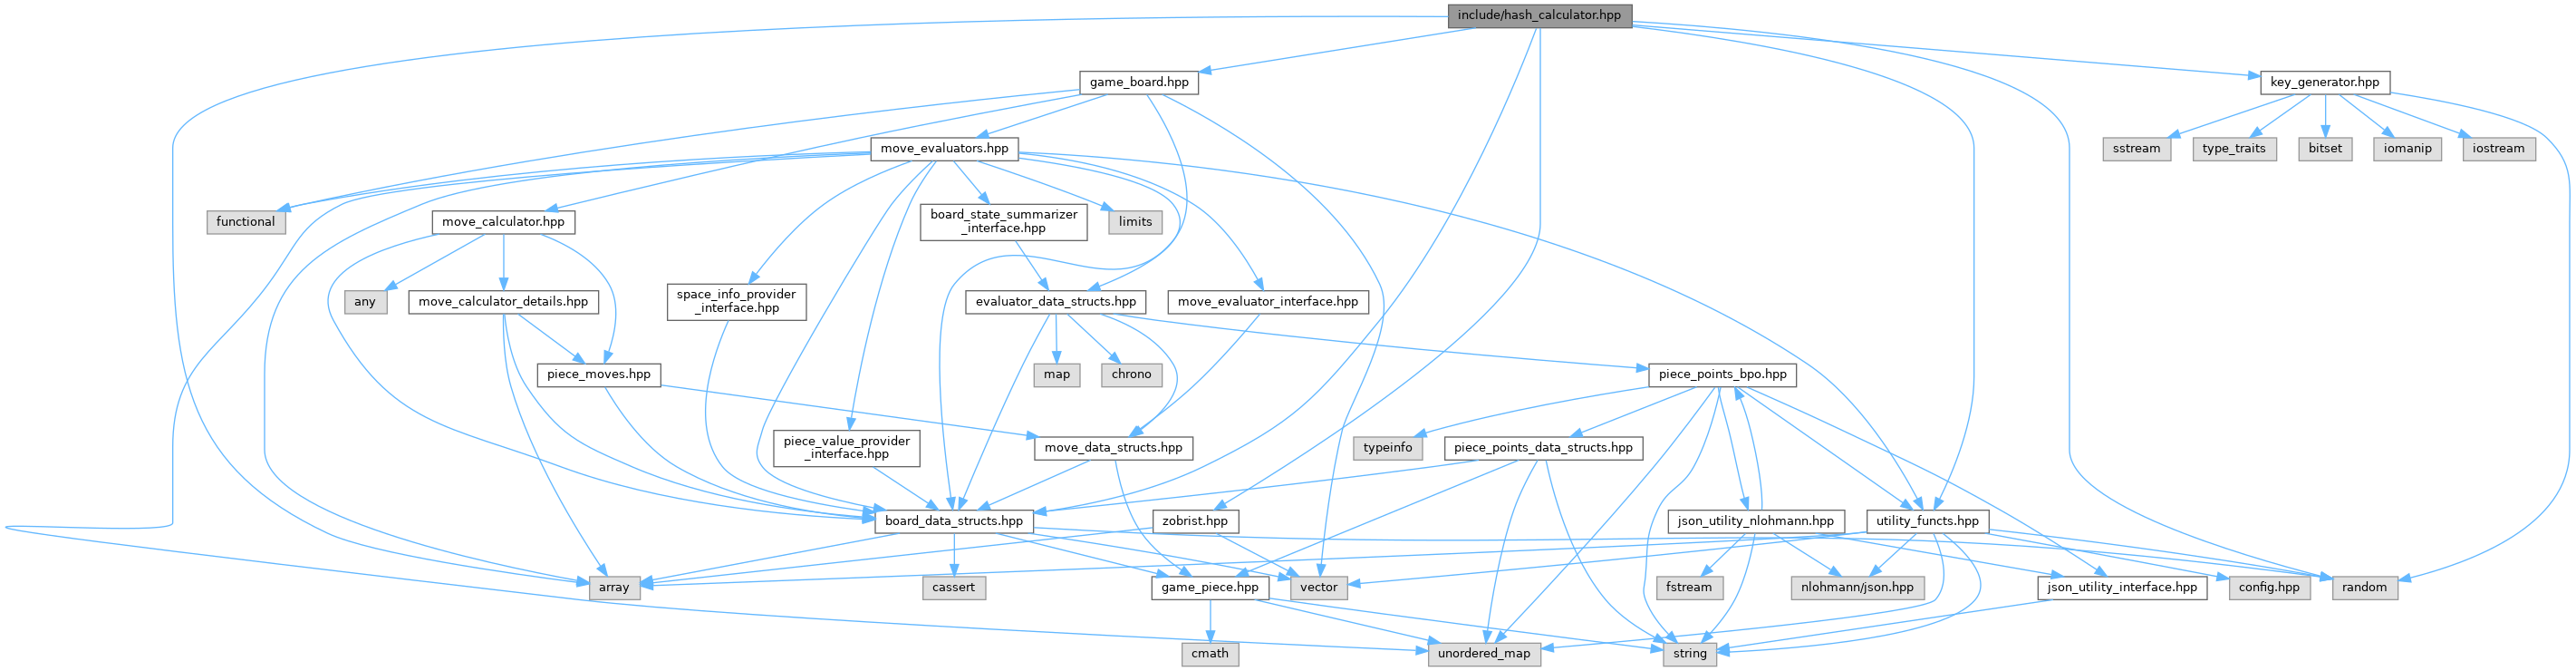 include/hash_calculator.hpp
game_board.hpp
key_generator.hpp
move_evaluators.hpp
sstream
type_traits
bitset
iomanip
iostream
functional
move_calculator.hpp
board_state_summarizer
_interface.hpp
limits
any
move_calculator_details.hpp
space_info_provider
_interface.hpp
evaluator_data_structs.hpp
move_evaluator_interface.hpp
piece_moves.hpp
map
chrono
piece_points_bpo.hpp
piece_value_provider
_interface.hpp
move_data_structs.hpp
typeinfo
piece_points_data_structs.hpp
board_data_structs.hpp
zobrist.hpp
json_utility_nlohmann.hpp
utility_functs.hpp
array
cassert
game_piece.hpp
vector
fstream
nlohmann/json.hpp
json_utility_interface.hpp
config.hpp
random
cmath
unordered_map
string